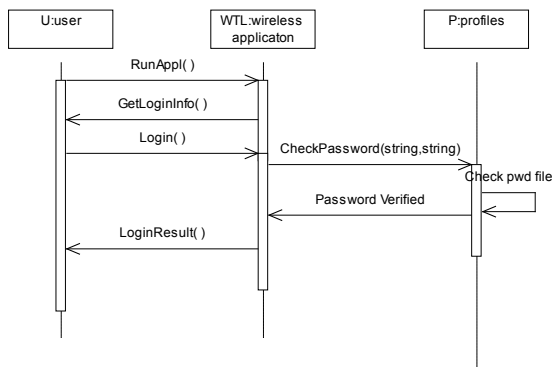 U:user
WTL:wireless
applicaton
P:profiles
RunAppl( )
GetLoginInfo( )
Login( )
CheckPassword(string,string)
Check pwd file
Password Verified
LoginResult( )